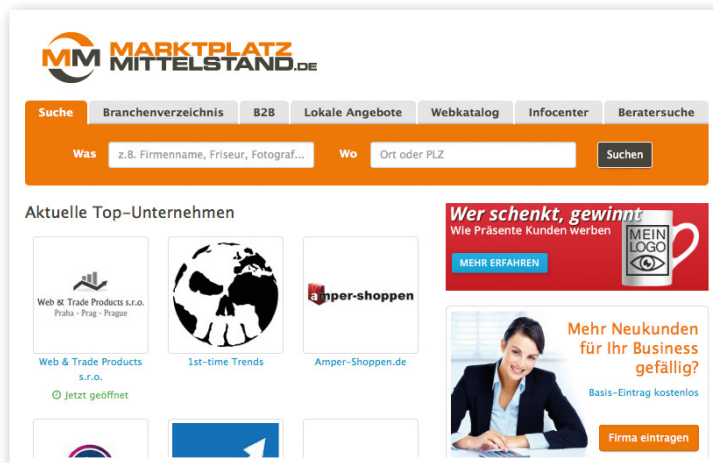 MM MARKTPLATZ
MITTELSTAND.DE
Suche Branchenverzeichnis B2B Lokale Angebote Webkatalog Infocenter Beratersuche
Was z.B. Firmenname, Friseur, Fotograf... Wo Ort oder PLZ Suchen
Aktuelle Top-Unternehmen
Wer schenkt, gewinnt
Wie Präsente Kunden werben
MEHR ERFAHREN
MEIN
LOGO
Web & Trade Products s.r.o.
Praha - Prag - Prague
amper-shoppen
Web & Trade Products
s.r.o.
Jetzt geöffnet
1st-time Trends
Amper-Shoppen.de
Mehr Neukunden
für Ihr Business
gefällig?
Basis-Eintrag kostenlos
Firma eintragen